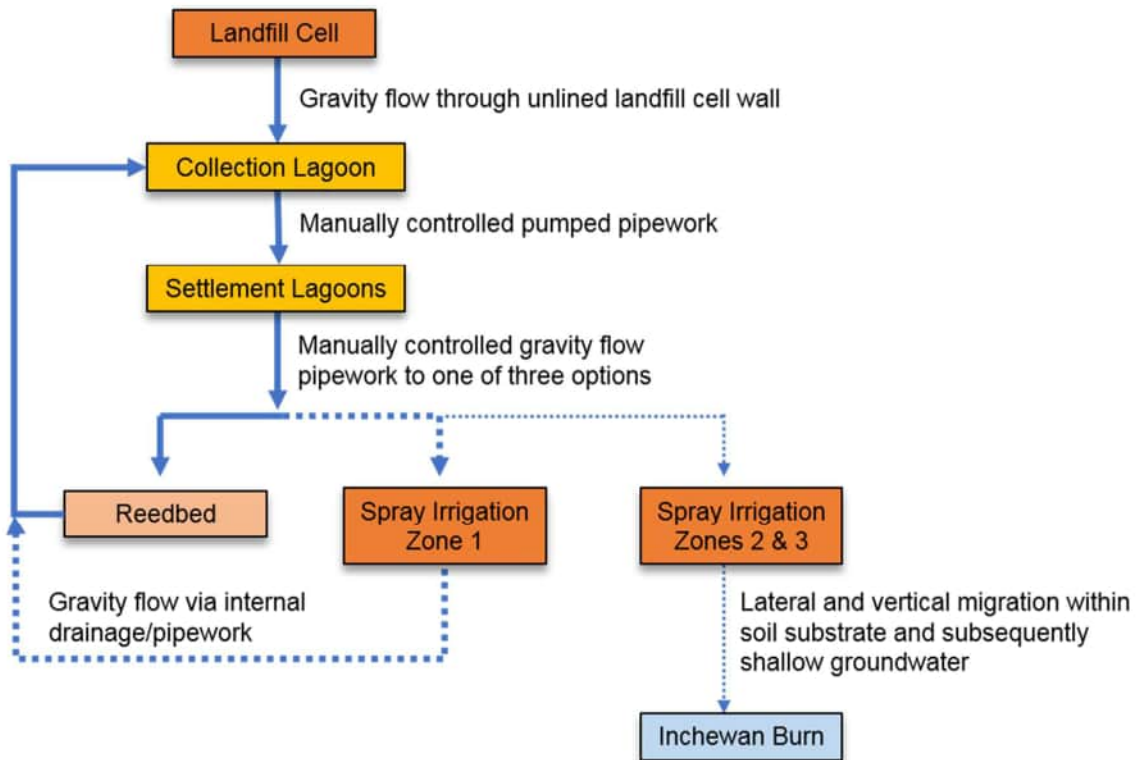 Landfill Cell
Gravity flow through unlined landfill cell wall
Collection Lagoon
Manually controlled pumped pipework
Settlement Lagoons
Manually controlled gravity flow
pipework to one of three options
Reedbed
Spray Irrigation
Zone 1
Spray Irrigation
Zones 2 & 3
Gravity flow via internal
drainage/pipework
Lateral and vertical migration within
soil substrate and subsequently
shallow groundwater
Inchewan Burn